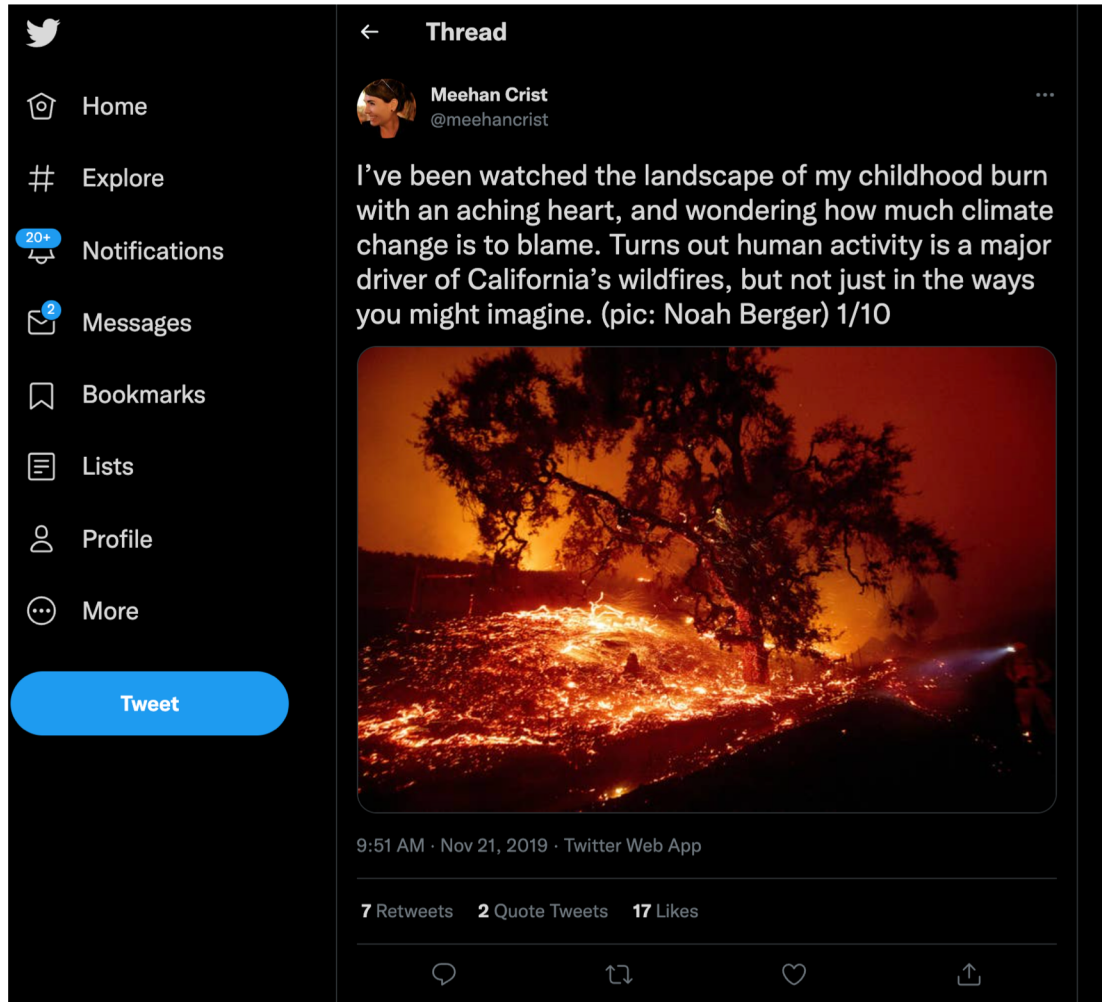 Thread
Meehan Crist
@meehancrist
Home
Explore
20+
Notifications
2
Messages
Bookmarks
Lists
Profile
More
Tweet
I've been watched the landscape of my childhood burn
with an aching heart, and wondering how much climate
change is to blame. Turns out human activity is a major
driver of California's wildfires, but not just in the ways
you might imagine. (pic: Noah Berger) 1/10
9:51 AM · Nov 21, 2019 · Twitter Web App
7 Retweets 2 Quote Tweets 17 Likes